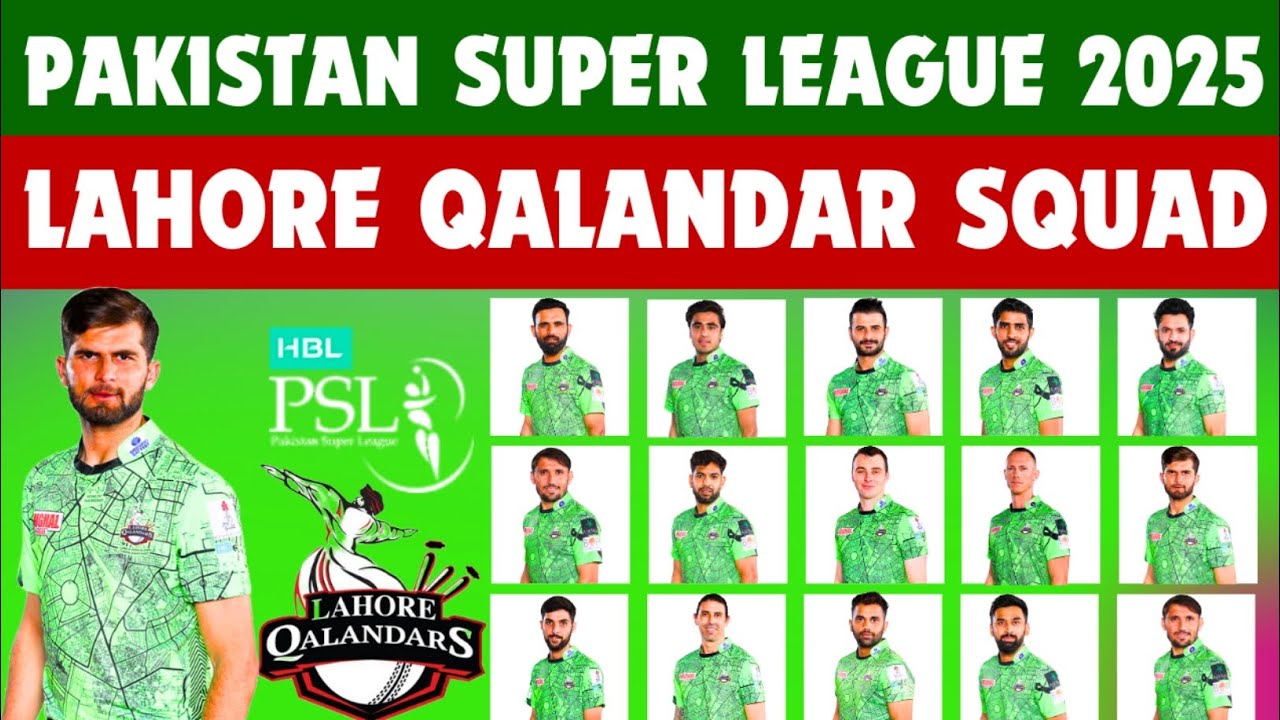 PAKISTAN SUPER LEAGUE 2025
LAHORE QALANDAR SQUAD
HBL
PSL
Pakistan Super League
LAHORE
QALANDARS